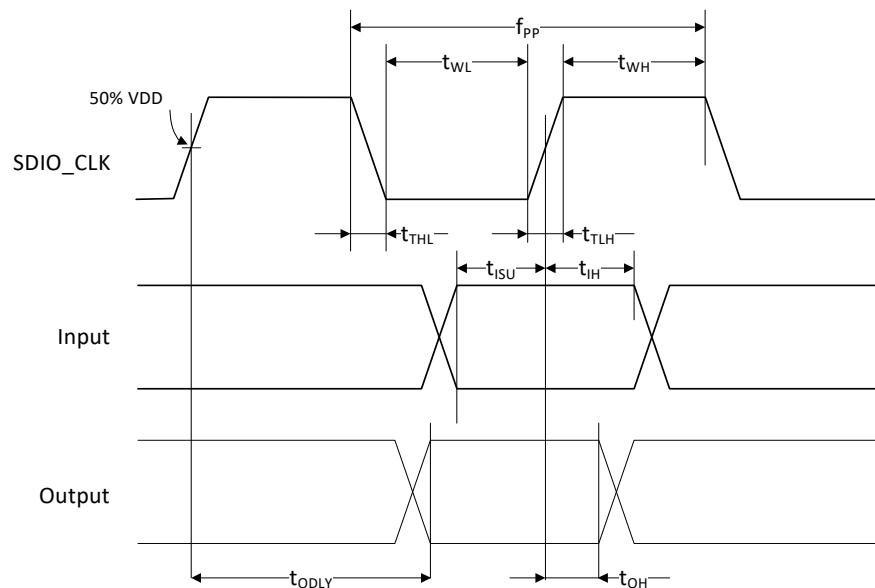 fPP
tWL
tWH
50% VDD
SDIO_CLK
tTHL
tTLH
tISU
tIH
Input
Output
tODLY
tOH